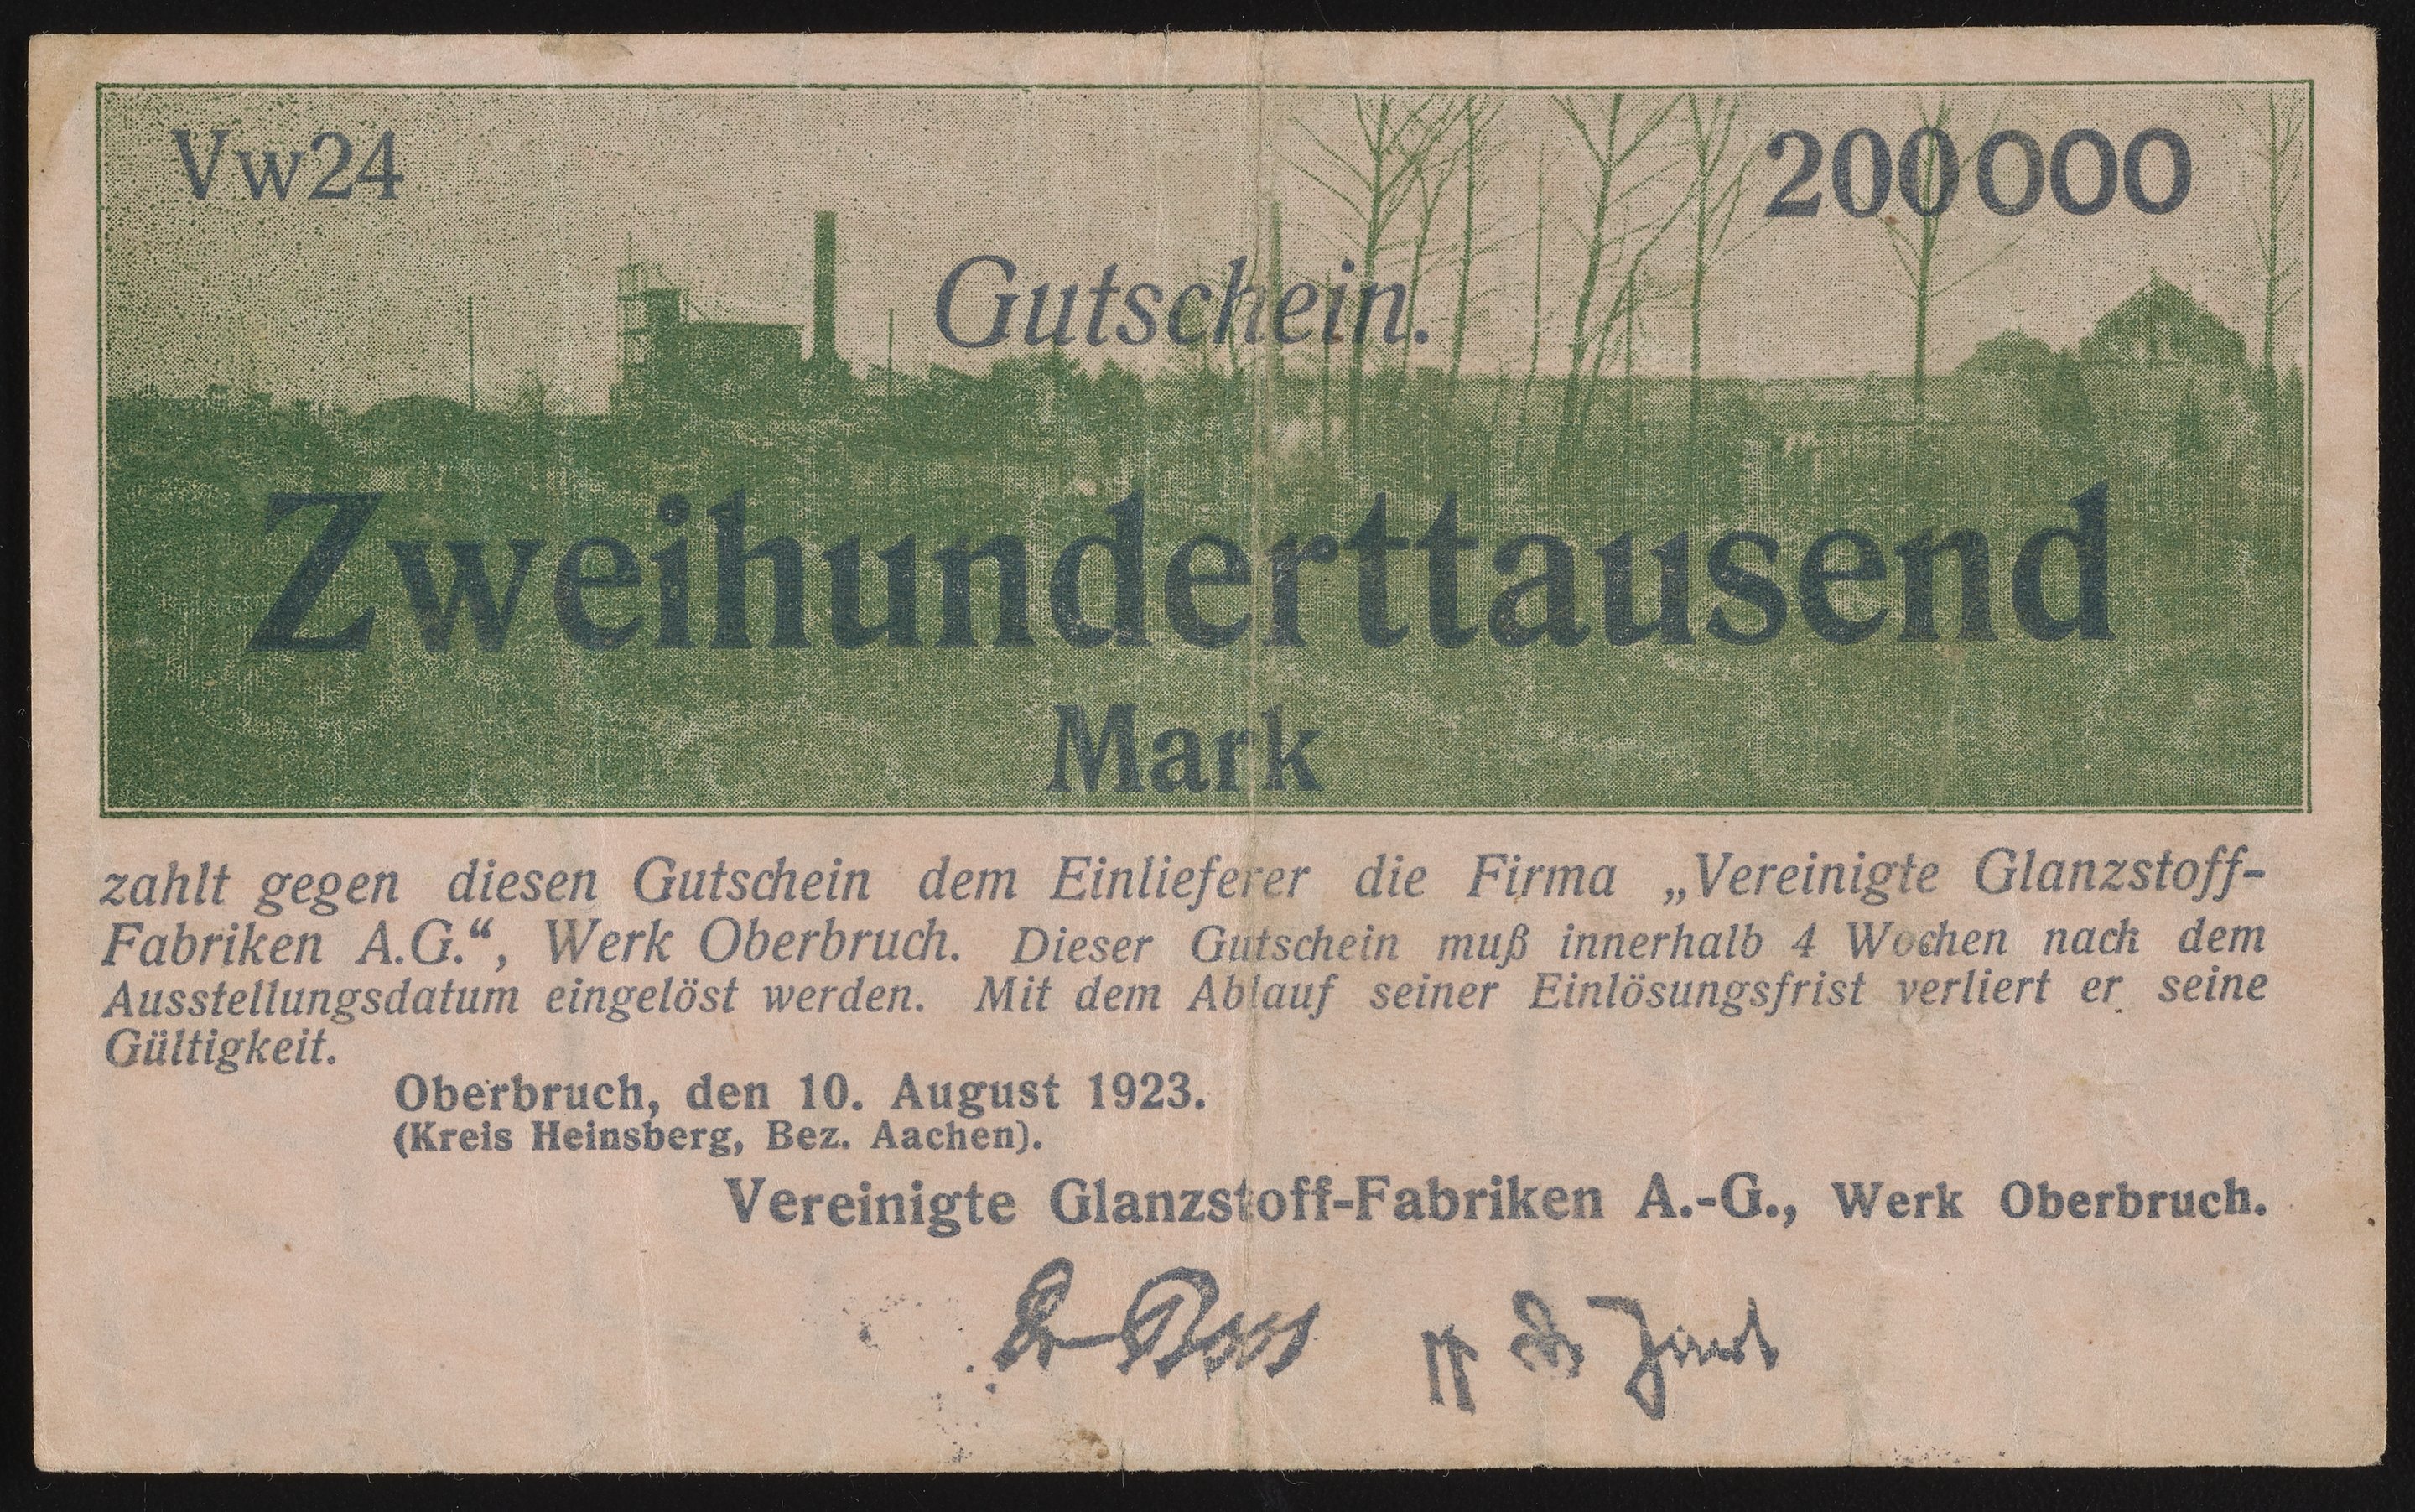 Vw24
200000
Gutschein.
Zweihunderttausend
Mark
zahlt gegen diesen Gutschein dem Einlieferer die Firma „Vereinigte Glanzstoff-
Fabriken A.G.“, Werk Oberbruch. Dieser Gutschein muß innerhalb 4 Wochen nach dem
Ausstellungsdatum eingelöst werden. Mit dem Ablauf seiner Einlösungsfrist verliert er seine
Gültigkeit.
Oberbruch, den 10. August 1923.
(Kreis Heinsberg, Bez. Aachen).
Vereinigte Glanzstoff-Fabriken A.-G., Werk Oberbruch.